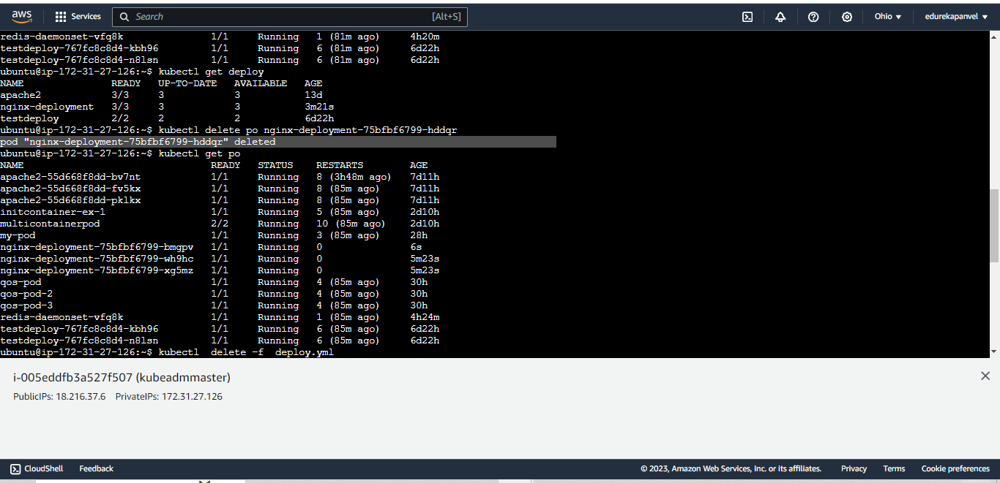 aws Services Search [Alt+S] Ohio ▼ edurekapanvel ▼
redis-daemonset-vfq8k 1/1 Running 1 (81m ago) 4h20m
testdeploy-767fc8c8d4-kbh96 1/1 Running 6 (81m ago) 6d22h
testdeploy-767fc8c8d4-n8lsn 1/1 Running 6 (81m ago) 6d22h
ubuntu@ip-172-31-27-126:~$ kubectl get deploy
NAME READY UP-TO-DATE AVAILABLE AGE
apache2 3/3 3 3 13d
nginx-deployment 3/3 3 3 3m21s
testdeploy 2/2 2 2 6d22h
ubuntu@ip-172-31-27-126:~$ kubectl delete po nginx-deployment-75bfbf6799-hddqr
pod "nginx-deployment-75bfbf6799-hddqr" deleted
ubuntu@ip-172-31-27-126:~$ kubectl get po
NAME READY STATUS RESTARTS AGE
apache2-55d668f8dd-bv7nt 1/1 Running 8 (3h48m ago) 7d11h
apache2-55d668f8dd-fv5kx 1/1 Running 8 (85m ago) 7d11h
apache2-55d668f8dd-pklkx 1/1 Running 8 (85m ago) 7d11h
initcontainer-ex-1 1/1 Running 5 (85m ago) 2d10h
multicontainerpod 2/2 Running 10 (85m ago) 2d10h
my-pod 1/1 Running 3 (85m ago) 28h
nginx-deployment-75bfbf6799-bmgpv 1/1 Running 0 6s
nginx-deployment-75bfbf6799-wh9hc 1/1 Running 0 5m23s
nginx-deployment-75bfbf6799-xg5mz 1/1 Running 0 5m23s
qos-pod 1/1 Running 4 (85m ago) 30h
qos-pod-2 1/1 Running 4 (85m ago) 30h
qos-pod-3 1/1 Running 4 (85m ago) 30h
redis-daemonset-vfq8k 1/1 Running 1 (85m ago) 4h24m
testdeploy-767fc8c8d4-kbh96 1/1 Running 6 (85m ago) 6d22h
testdeploy-767fc8c8d4-n8lsn 1/1 Running 6 (85m ago) 6d22h
ubuntu@ip-172-31-27-126:~$ kubectl  delete -f  deploy.yml
i-005eddfb3a527f507 (kubeadmmaster)
PublicIPs: 18.216.37.6 PrivateIPs: 172.31.27.126
CloudShell Feedback © 2023, Amazon Web Services, Inc. or its affiliates. Privacy Terms Cookie preferences